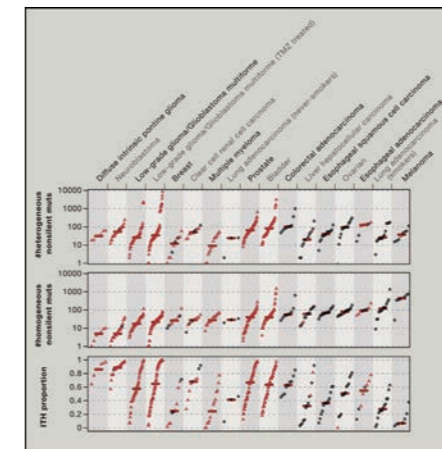 Diffuse intrinsic pontine glioma
Neuroblastoma
Low-grade glioma/Glioblastoma multiforme
Low grade glioma/Glioblastoma multiforme (TMZ treated)
Breast
Clear cell renal cell carcinoma
Multiple myeloma
Lung adenocarcinoma (never-smokers)
Prostate
Bladder
Colorectal adenocarcinoma
Liver hepatocellular carcinoma
Esophageal squamous cell carcinoma
Ovarian
Esophageal adenocarcinoma
Lung adenocarcinoma
(smokers)
Melanoma
#heterogeneous
nonsilent muts
10000
1000
100
10
1
#homogeneous
nonsilent muts
10000
1000
100
10
1
ITH proportion
1
0.8
0.6
0.4
0.2
0